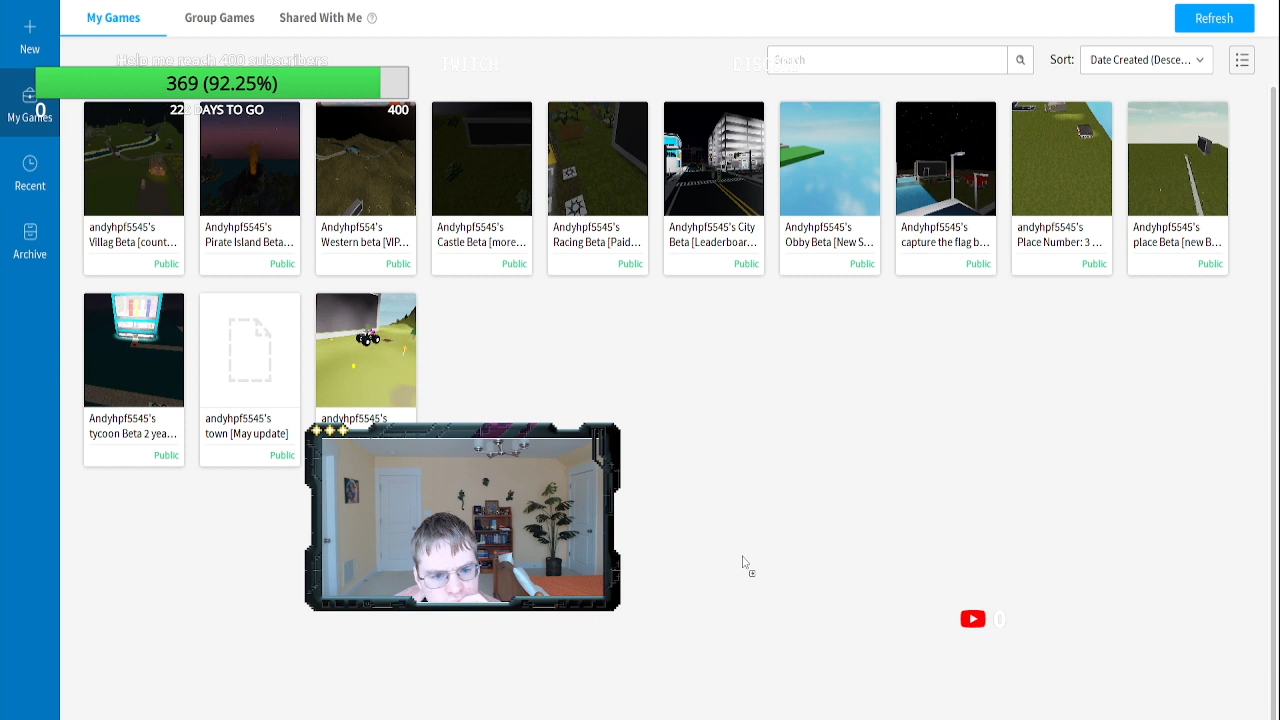 My Games
Group Games
Shared With Me
Refresh
New
Help me reach 400 subscribers
TWITCH
Search
Sort:
Date Created (Desce...
369 (92.25%)
0
222 DAYS TO GO
400
My Games
Recent
Archive
andyhpf5545's
Villag Beta [count...
Public
Andyhpf5545's
Pirate Island Beta...
Public
Andyhpf554's
Western beta [VIP...
Public
Andyhpf5545's
Castle Beta [more...
Public
Andyhpf5545's
Racing Beta [Paid...
Public
Andyhpf5545's City
Beta [Leaderboar...
Public
Andyhpf5545's
Obby Beta [New S...
Public
Andyhpf5545's
capture the flag b...
Public
andyhpf5545's
Place Number: 3 ...
Public
Andyhpf5545's
place Beta [new B...
Public
Andyhpf5545's
tycoon Beta 2 yea...
Public
andyhpf5545's
town [May update]
Public
andyhpf5545's
0